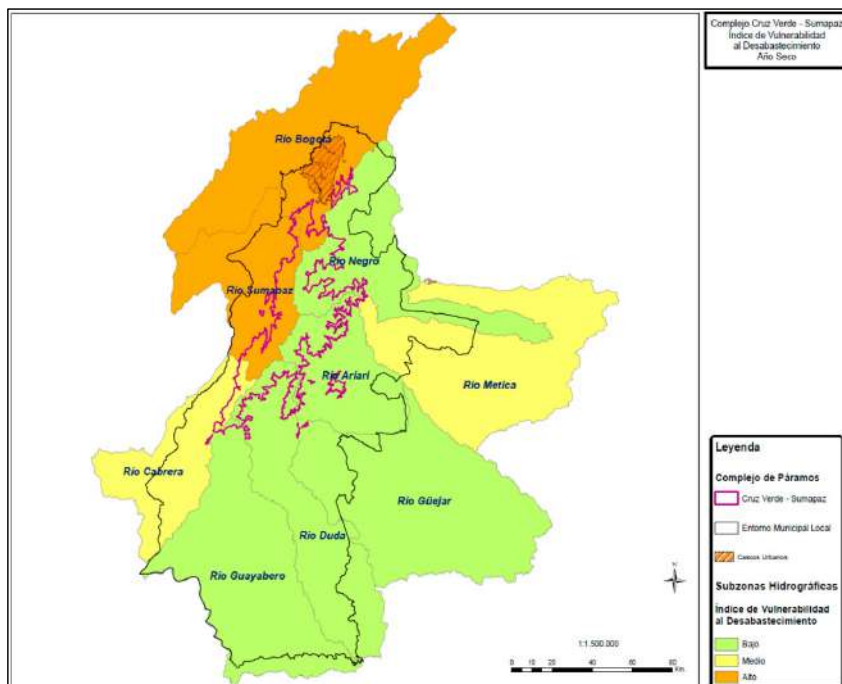 Complejo Cruz Verde - Sumapaz
Índice de Vulnerabilidad
al Desabastecimiento
Año Seco
Río Bogotá
Río Negro
Río Sumapaz
Río Ariari
Río Metica
Río Cabrera
Río Güejar
Río Duda
Río Guayabero
Leyenda
Complejo de Páramos
Cruz Verde - Sumapaz
Entorno Municipal Local
Cascos Urbanos
Subzonas Hidrográficas
Índice de Vulnerabilidad
al Desabastecimiento
Bajo
Medio
Alto
N
1:1.500.000
0 10 20 40 60 80
Km.